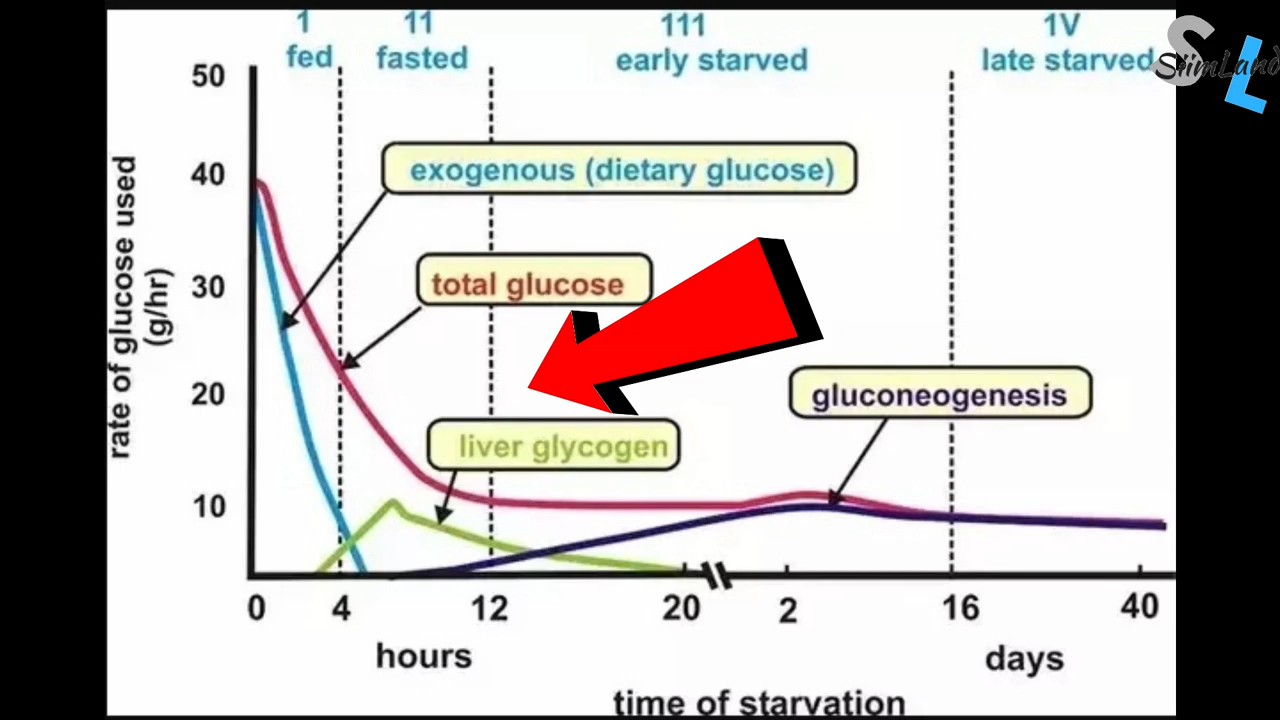 1
11
111
1V
fed
fasted
early starved
late starved
S L
SiimLand
50
40
30
20
10
rate of glucose used
(g/hr)
exogenous (dietary glucose)
total glucose
liver glycogen
gluconeogenesis
0
4
12
20
2
16
40
hours
days
time of starvation